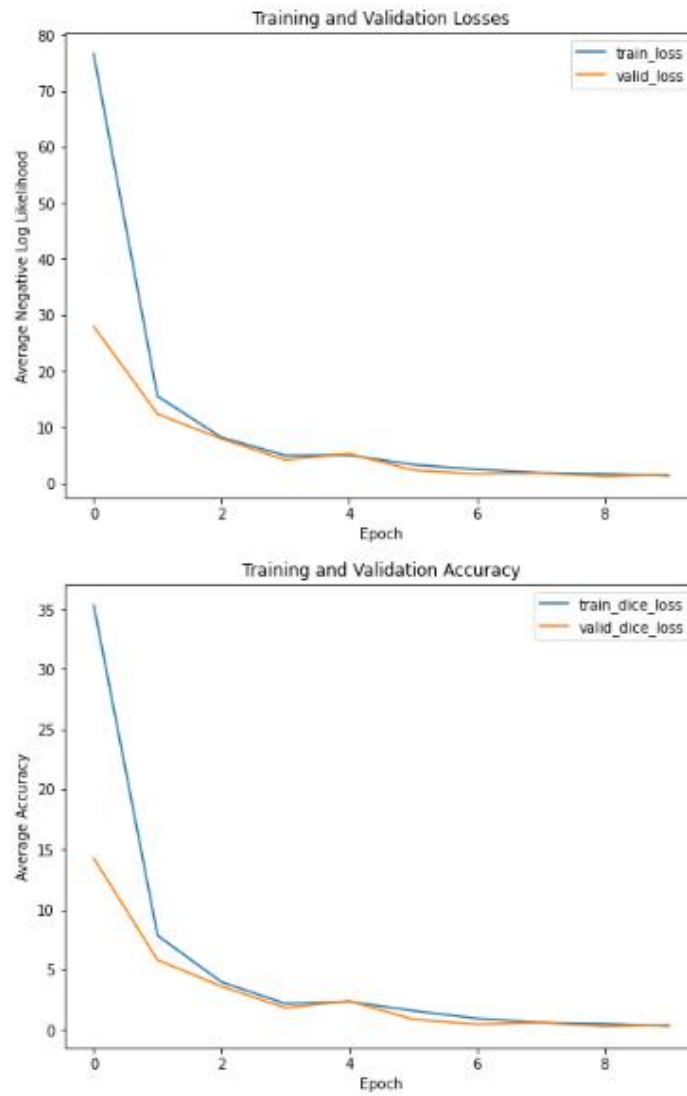 Training and Validation Losses
80
70
60
50
40
30
20
10
0
Average Negative Log Likelihood
train_loss
valid_loss
0 2 4 6 8
Epoch
Training and Validation Accuracy
35
30
25
20
15
10
5
0
Average Accuracy
train_dice_loss
valid_dice_loss
0 2 4 6 8
Epoch